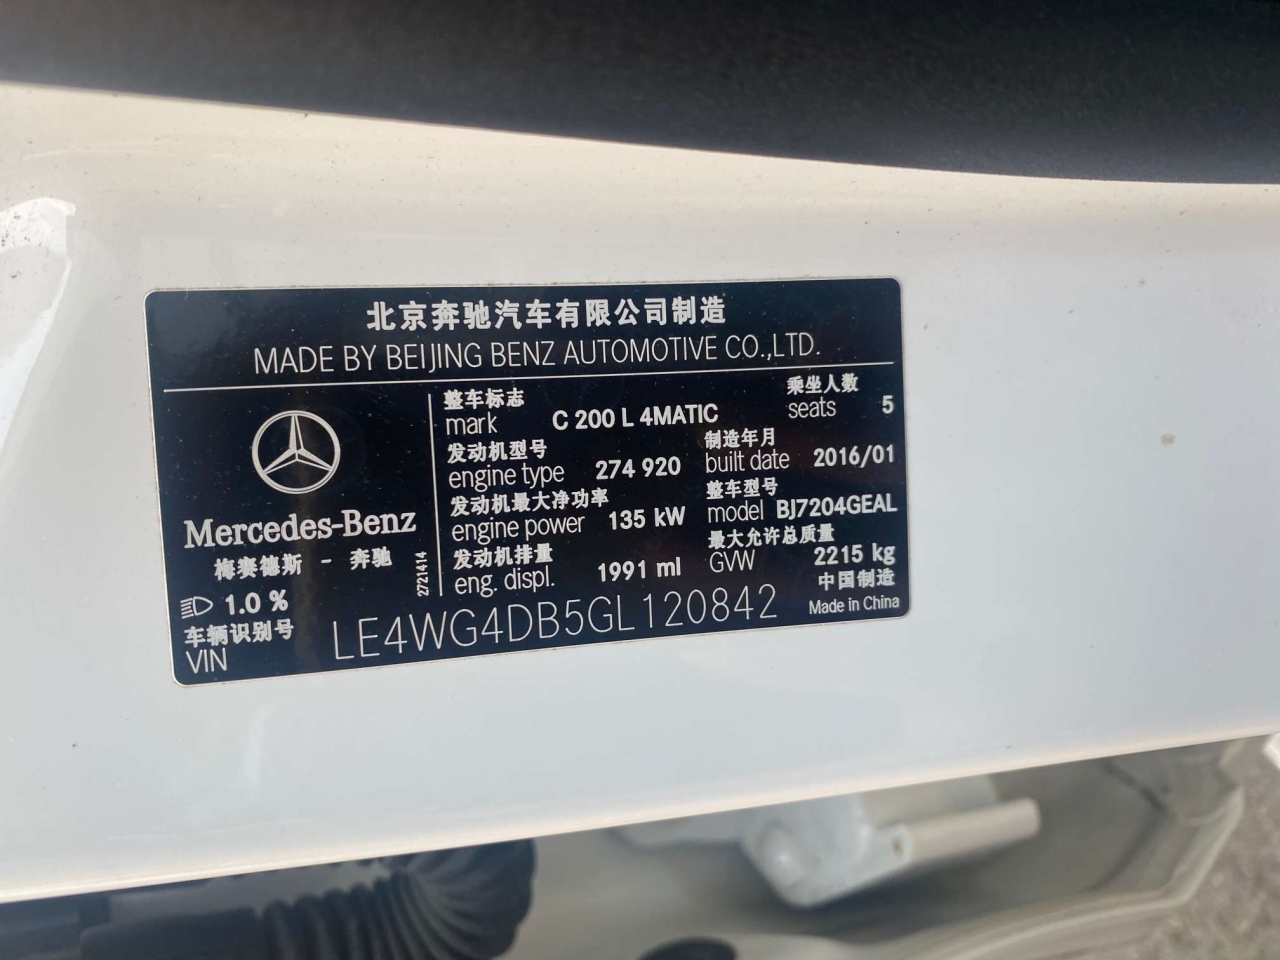 北京奔驰汽车有限公司制造
MADE BY BEIJING BENZ AUTOMOTIVE CO.,LTD.
Mercedes-Benz
梅赛德斯 - 奔驰
1.0 %
2721414
整车标志
mark C 200 L 4MATIC
乘坐人数
seats 5
发动机型号
engine type 274 920
制造年月
built date 2016/01
发动机最大净功率
engine power 135 kW
整车型号
model BJ7204GEAL
发动机排量
eng. displ. 1991 ml
最大允许总质量
GVW 2215 kg
中国制造
Made in China
车辆识别号
VIN LE4WG4DB5GL120842